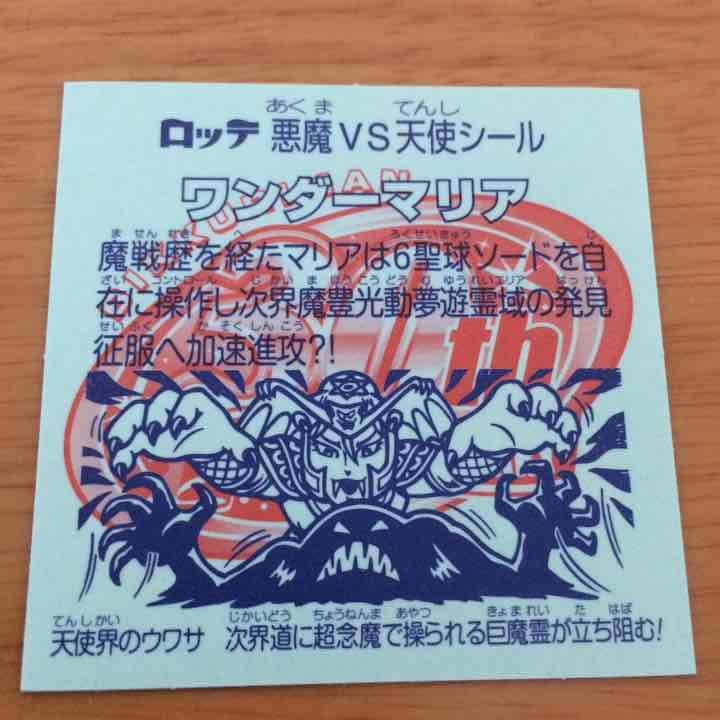 ロッテ 悪魔VS天使シール
ワンダーマリア
魔戦歴を経たマリアは6聖球ソードを自
在に操作し次界魔豊光動夢遊霊域の発見
征服へ加速進攻?!
th
天使界のウワサ 次界道に超念魔で操られる巨魔霊が立ち阻む!